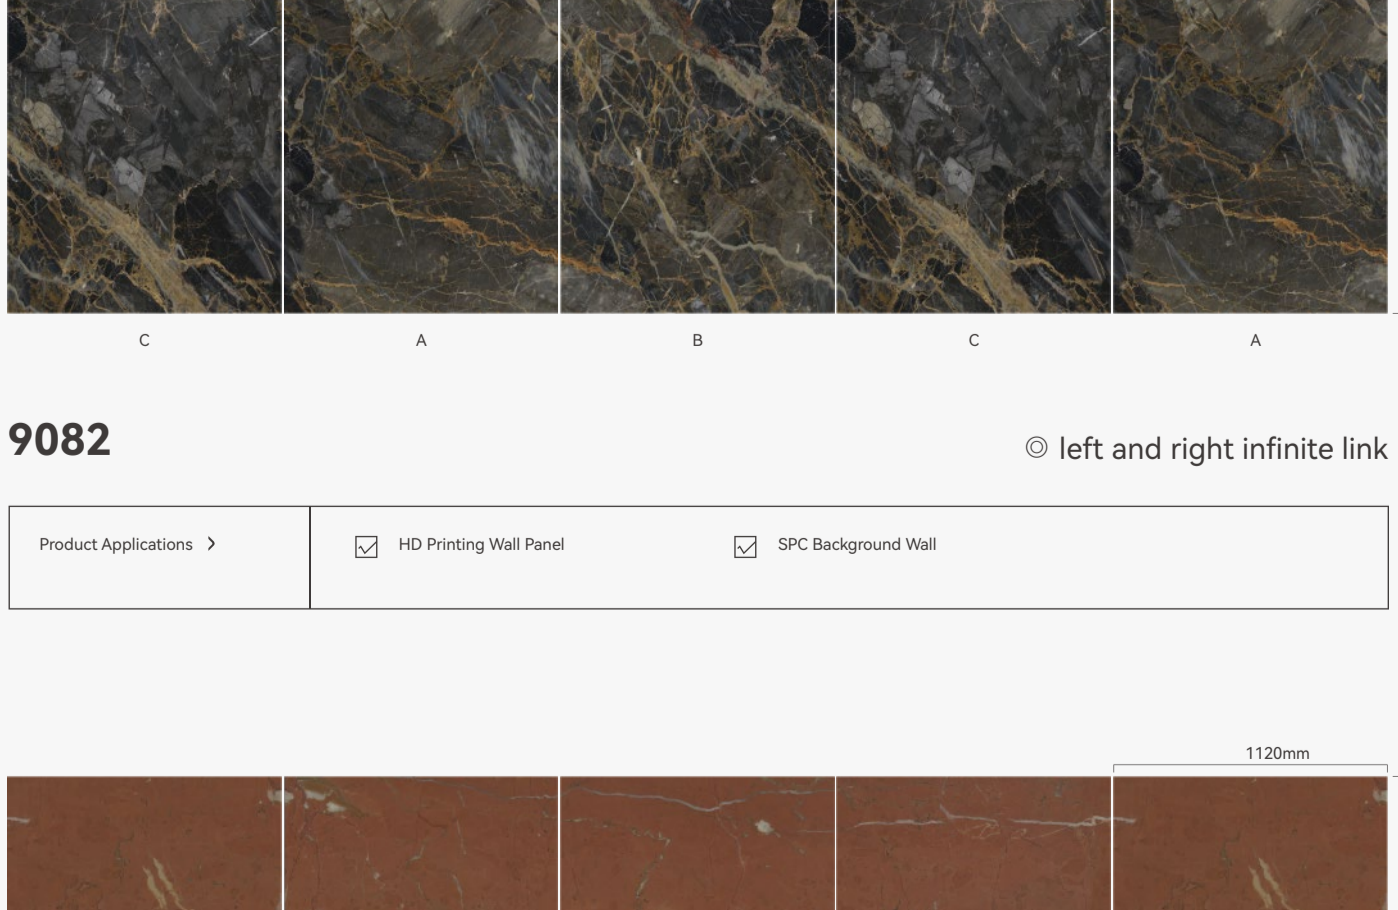 C A B C A
9082
◎ left and right infinite link
Product Applications > HD Printing Wall Panel SPC Background Wall
1120mm